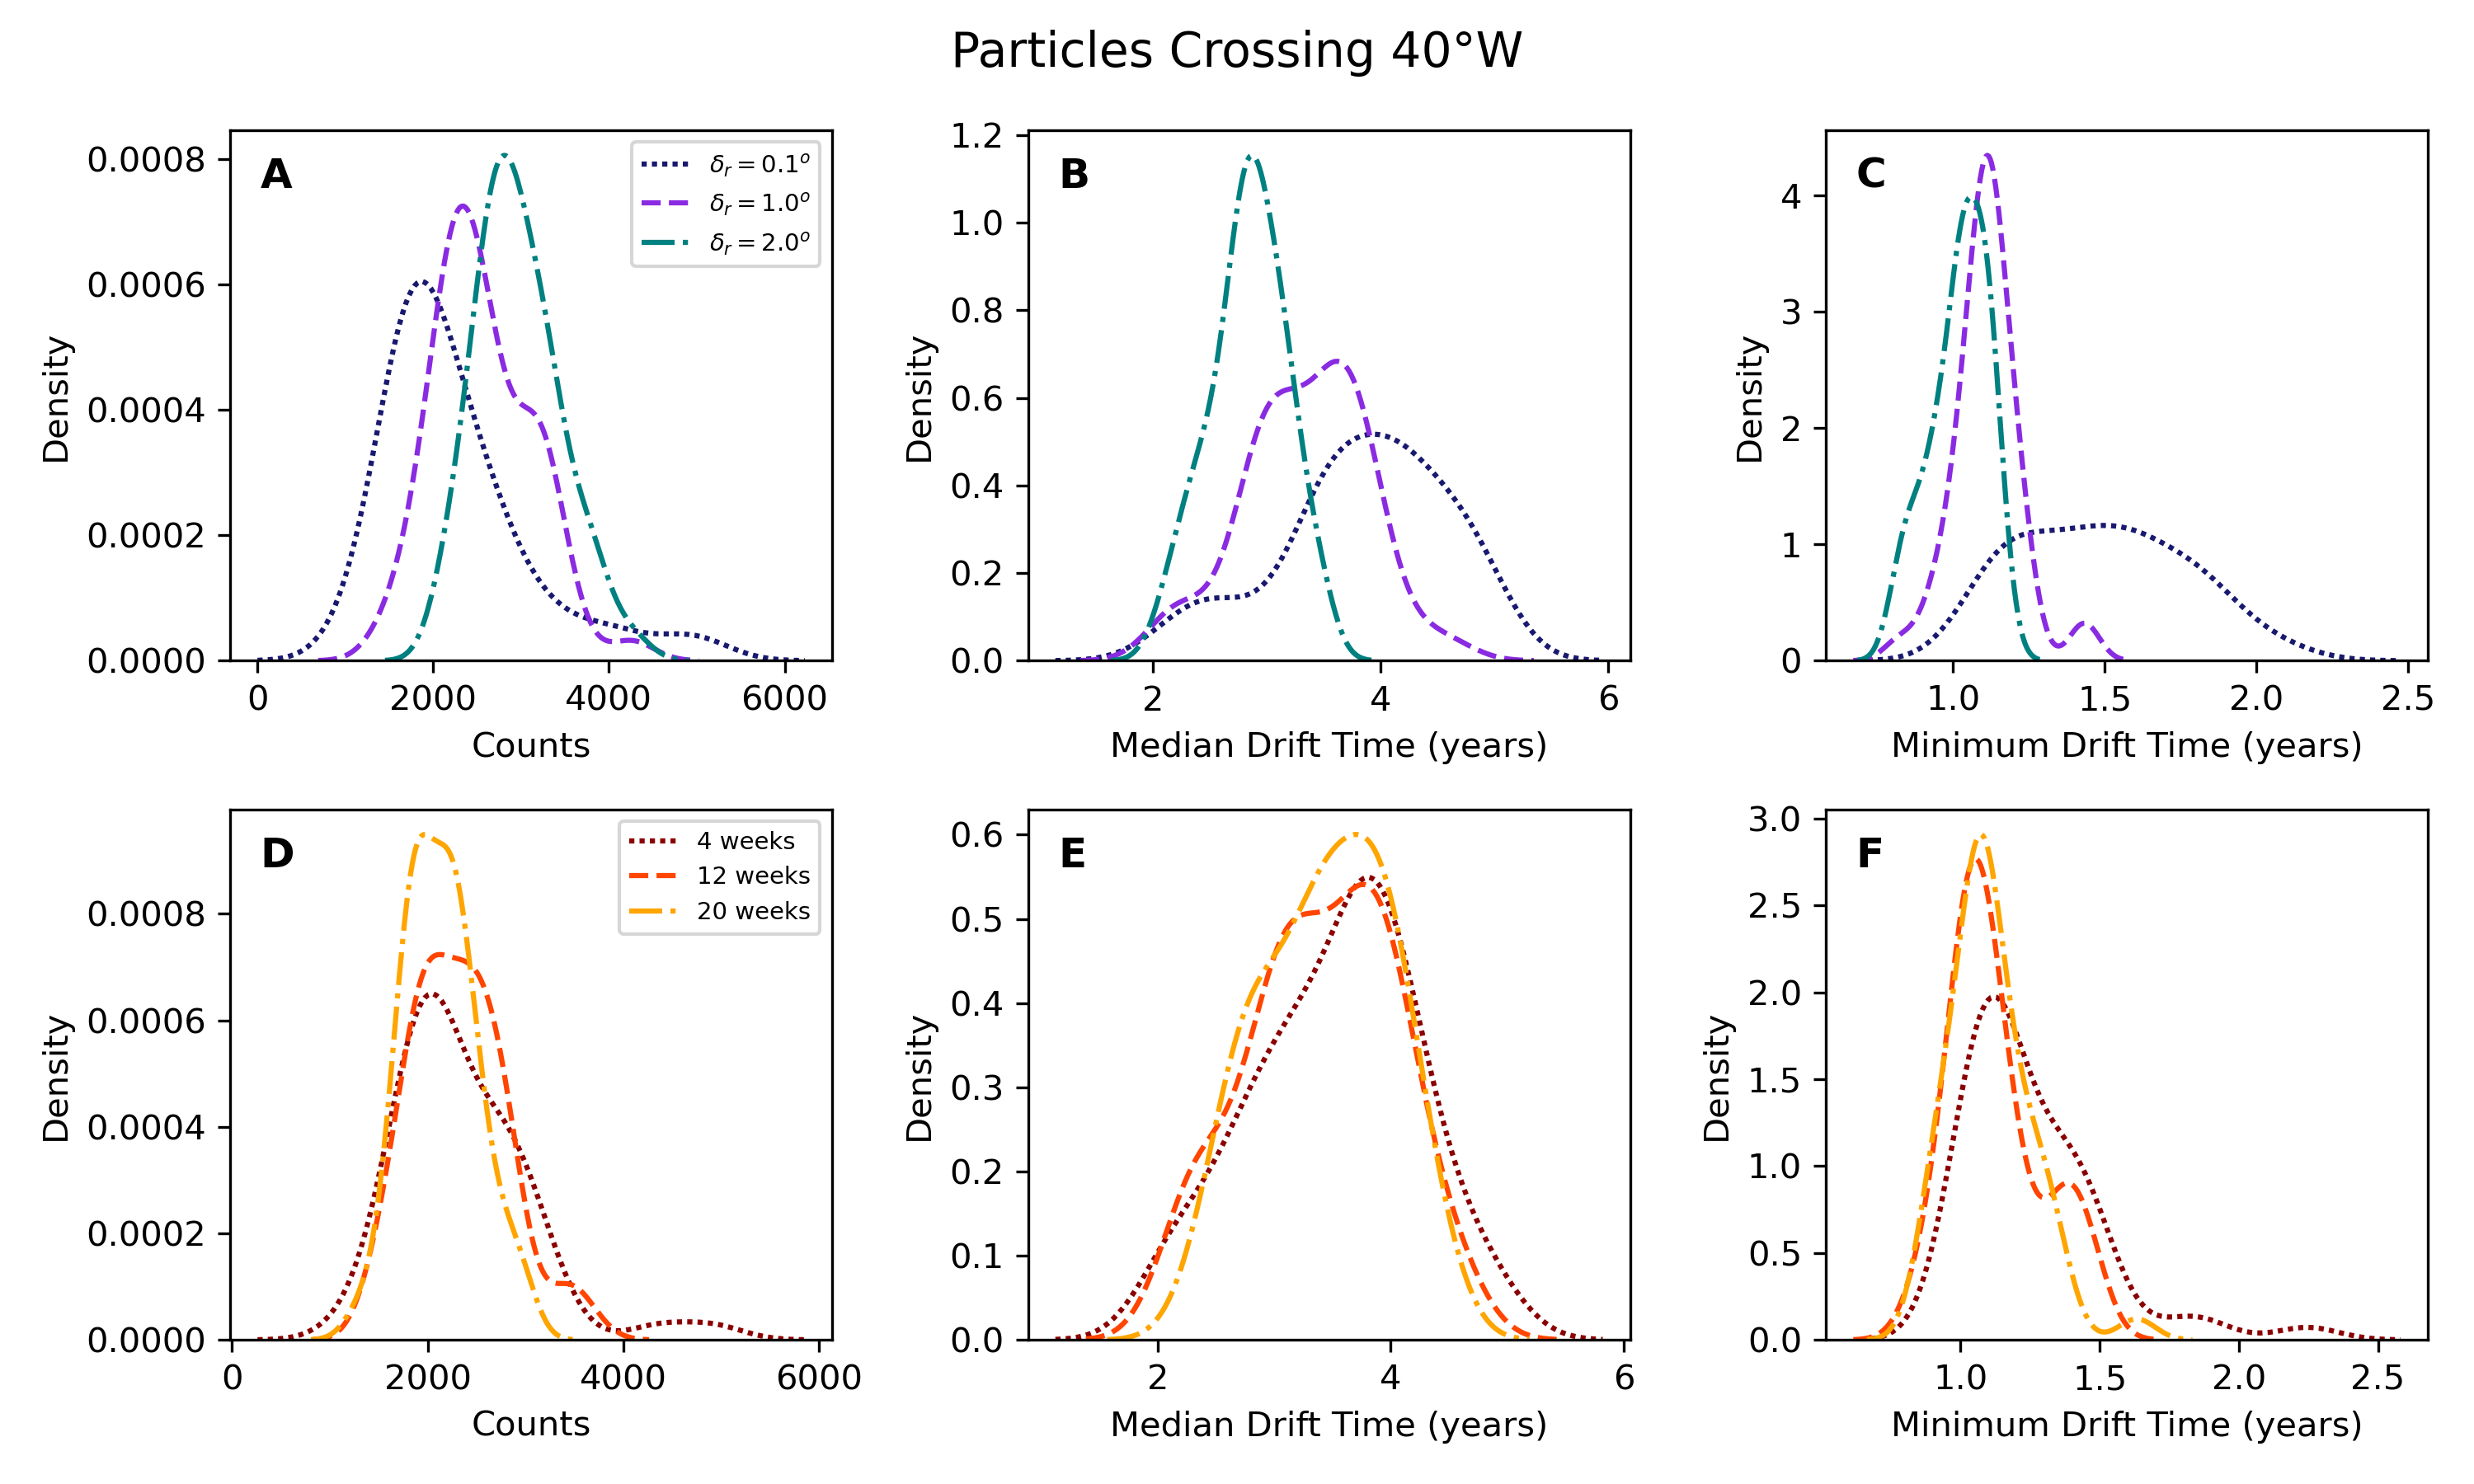 Particles Crossing 40°W
A
δr = 0.1o
δr = 1.0o
δr = 2.0o
0.0008
0.0006
0.0004
0.0002
0.0000
Density
0 2000 4000 6000
Counts
B
1.2
1.0
0.8
0.6
0.4
0.2
0.0
Density
2 4 6
Median Drift Time (years)
C
4
3
2
1
0
Density
1.0 1.5 2.0 2.5
Minimum Drift Time (years)
D
4 weeks
12 weeks
20 weeks
0.0008
0.0006
0.0004
0.0002
0.0000
Density
0 2000 4000 6000
Counts
E
0.6
0.5
0.4
0.3
0.2
0.1
0.0
Density
2 4 6
Median Drift Time (years)
F
3.0
2.5
2.0
1.5
1.0
0.5
0.0
Density
1.0 1.5 2.0 2.5
Minimum Drift Time (years)